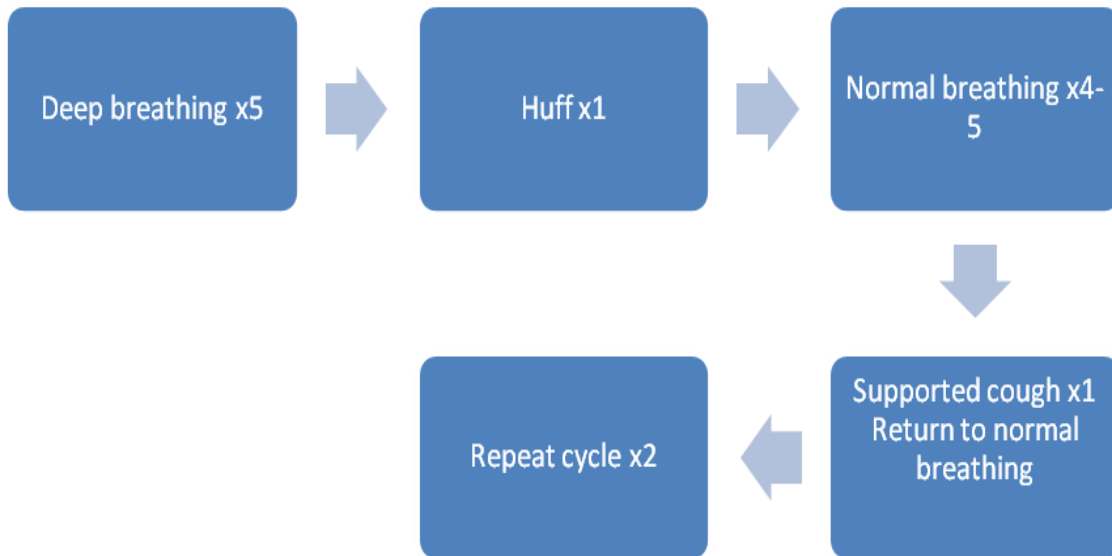 Deep breathing x5
Huff x1
Normal breathing x4-
5
Supported cough x1
Return to normal
breathing
Repeat cycle x2